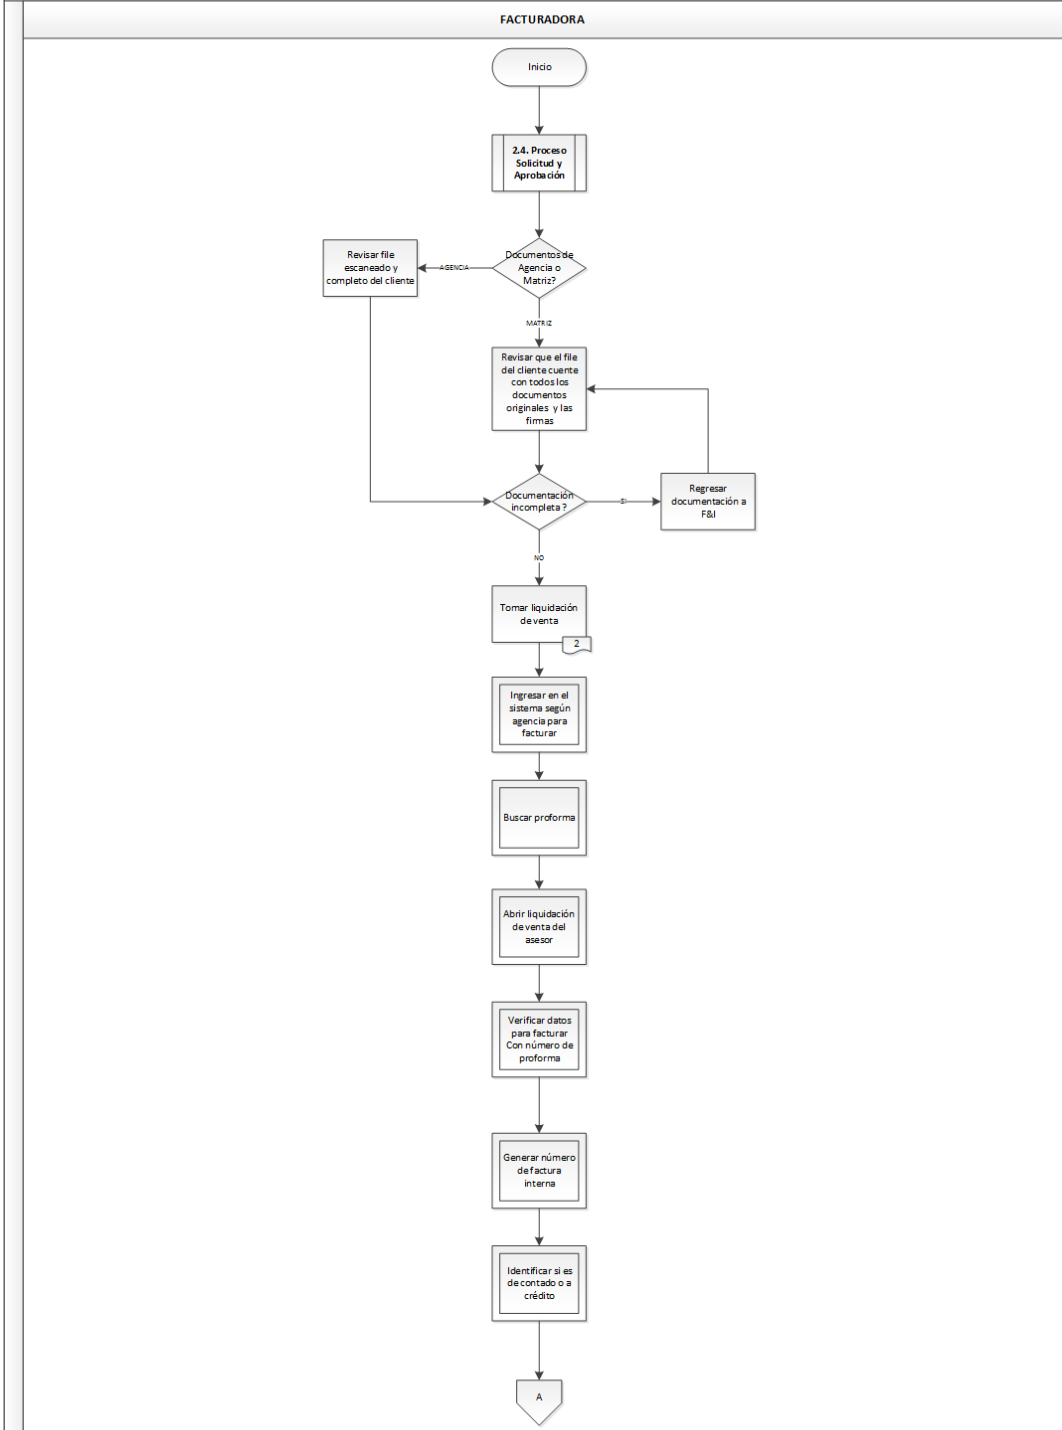 FACTURADORA
Inicio
2.4. Proceso
Solicitud y
Aprobación
Documentos de
Agencia o
Matriz?
AGENCIA
Revisar file
escaneado y
completo del cliente
MATRIZ
Revisar que el file
del cliente cuente
con todos los
documentos
originales y las
firmas
Documentación
incompleta ?
SI
Regresar
documentación a
F&I
NO
Tomar liquidación
de venta
2
Ingresar en el
sistema según
agencia para
facturar
Buscar proforma
Abrir liquidación
de venta del
asesor
Verificar datos
para facturar
Con número de
proforma
Generar número
de factura
interna
Identificar si es
de contado o a
crédito
A